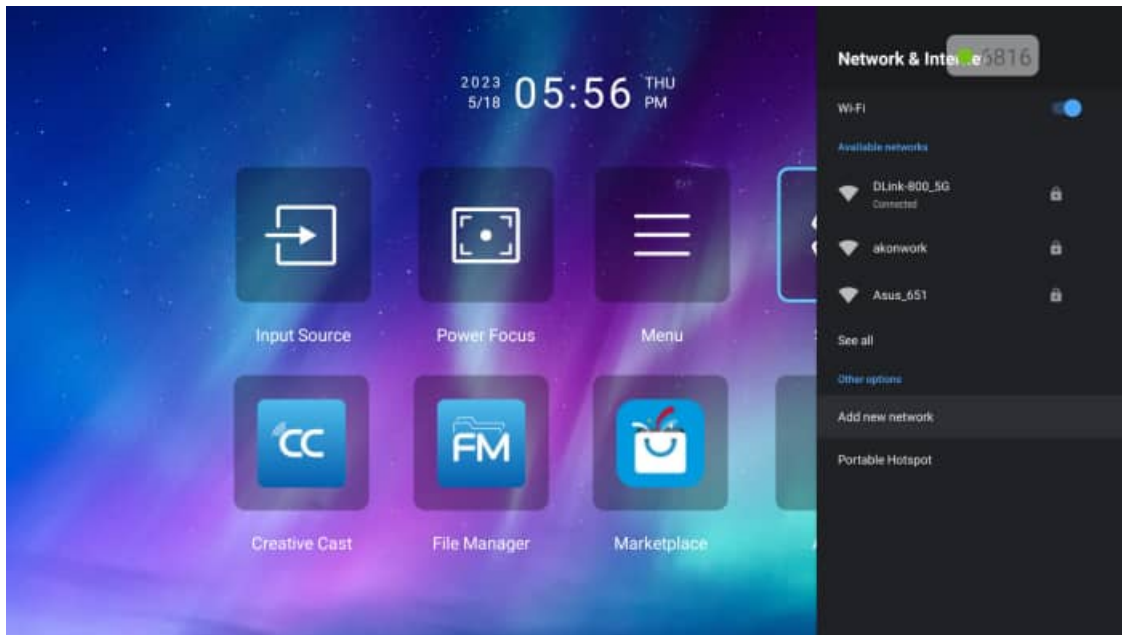 2023
5/18
05:56
THU
PM
Input Source
Power Focus
Menu
CC
FM
Creative Cast
File Manager
Marketplace
Network & Interne
6816
Wi-Fi
Available networks
DLink-800_5G
Connected
akonwork
Asus_651
See all
Other options
Add new network
Portable Hotspot